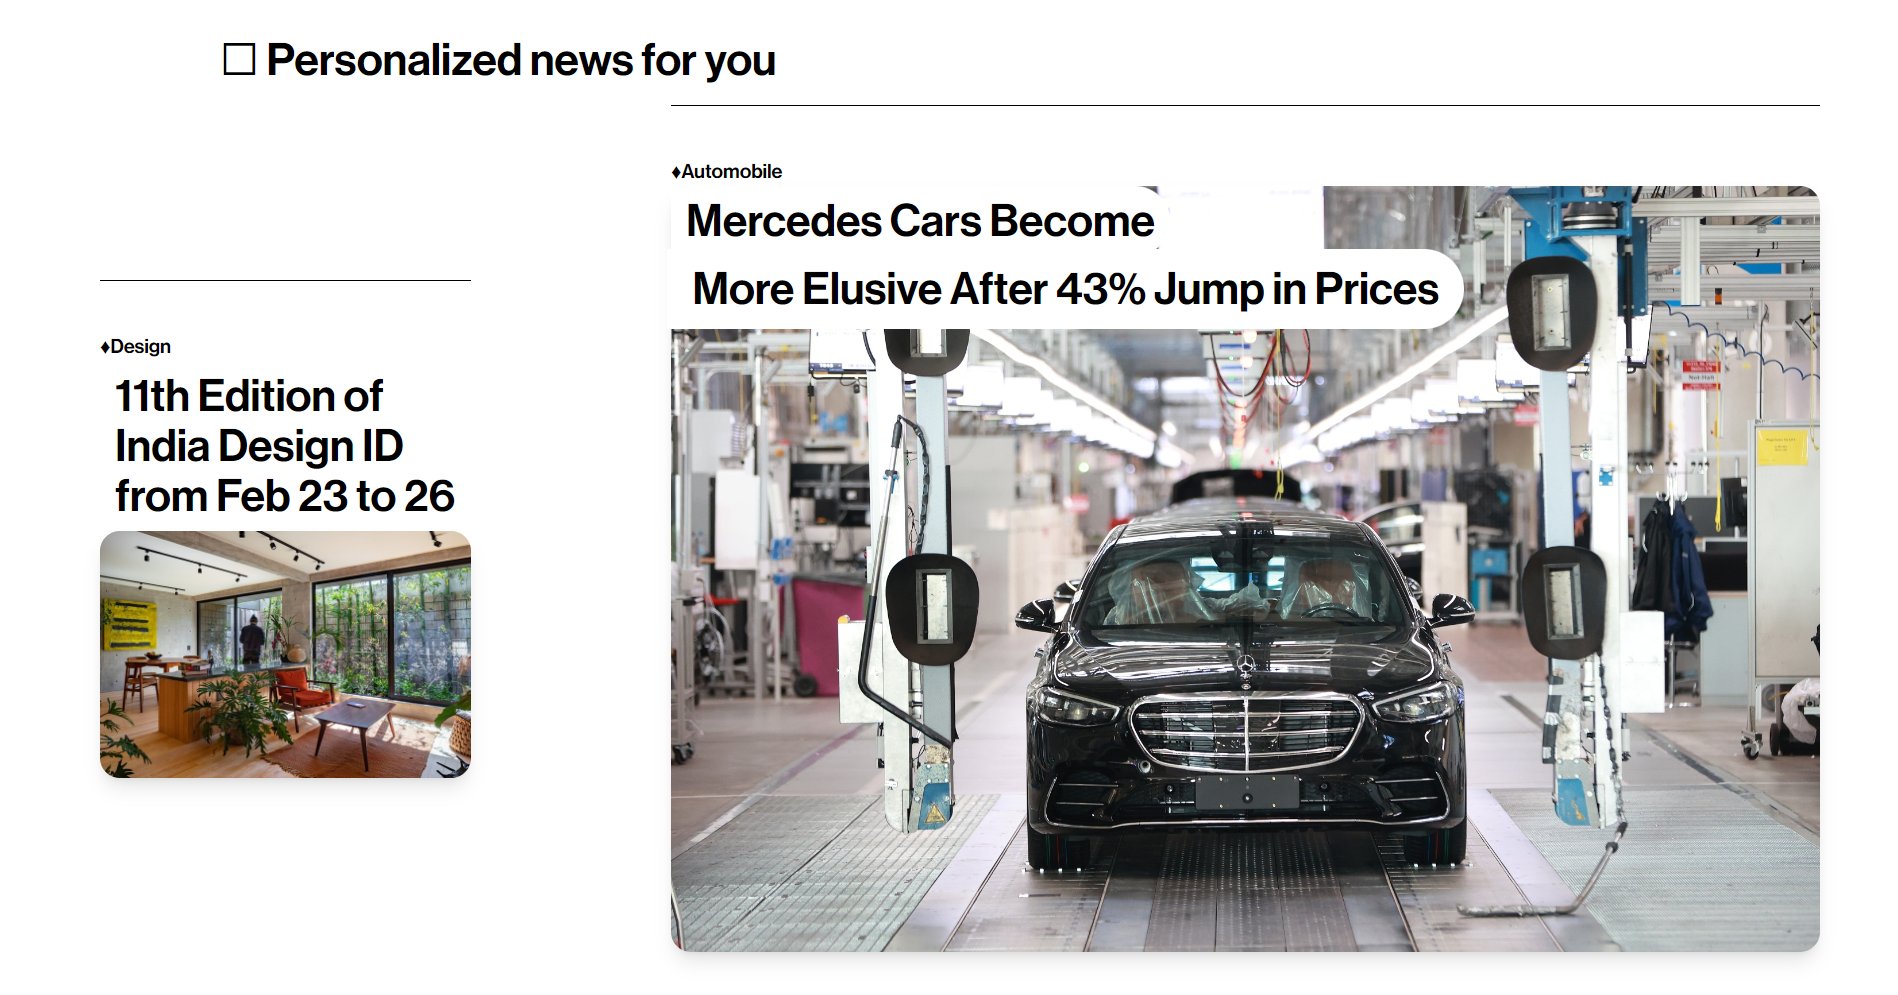 ☐ Personalized news for you
♦Design
11th Edition of
India Design ID
from Feb 23 to 26
♦Automobile
Mercedes Cars Become
More Elusive After 43% Jump in Prices